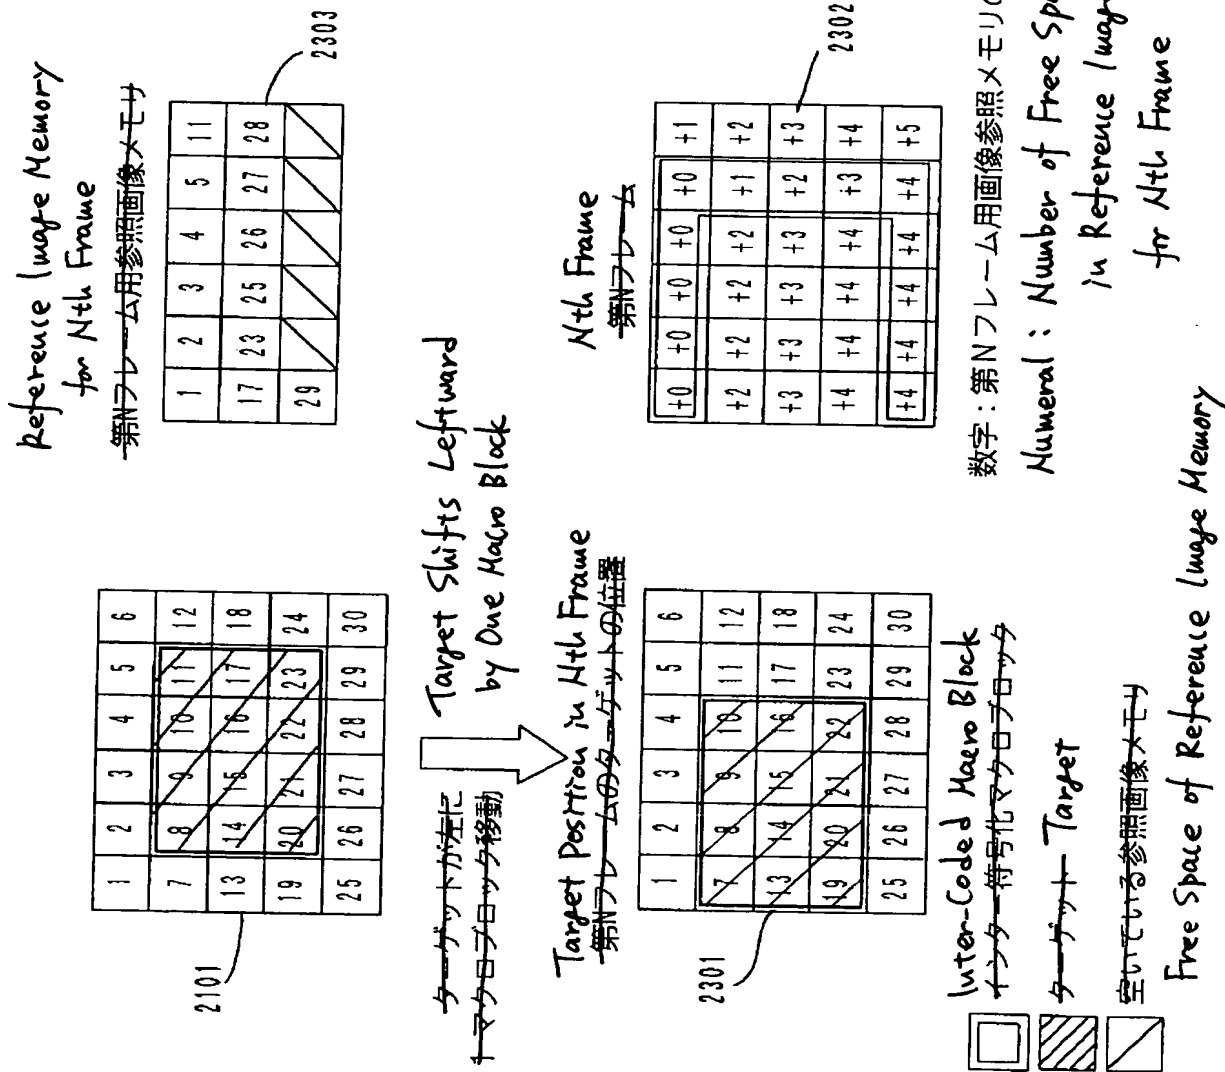 2101
1 2 3 4 5 6
7 8 9 10 11 12
13 14 15 16 17 18
19 20 21 22 23 24
25 26 27 28 29 30
Reference Image Memory
for Nth Frame
第Nフレーム用参照画像メモリ
1 2 3 4 5 11
17 23 25 26 27 28
29
2303
ターゲットが左に
1マクロブロック移動
Target Shifts Leftward
by One Macro Block
Target Position in Nth Frame
第Nフレームのターゲットの位置
2301
1 2 3 4 5 6
7 8 9 10 11 12
13 14 15 16 17 18
19 20 21 22 23 24
25 26 27 28 29 30
Nth Frame
第Nフレーム
+0 +0 +0 +0 +0 +1
+2 +2 +2 +2 +1 +2
+3 +3 +3 +3 +2 +3
+4 +4 +4 +4 +3 +4
+4 +4 +4 +4 +4 +5
2302
Inter-Coded Macro Block
インター符号化マクロブロック
ターゲット Target
空いている参照画像メモリ
Free Space of Reference Image Memory
数字：第Nフレーム用画像参照メモリの
Numeral : Number of Free Spa
in Reference Image
for Nth Frame